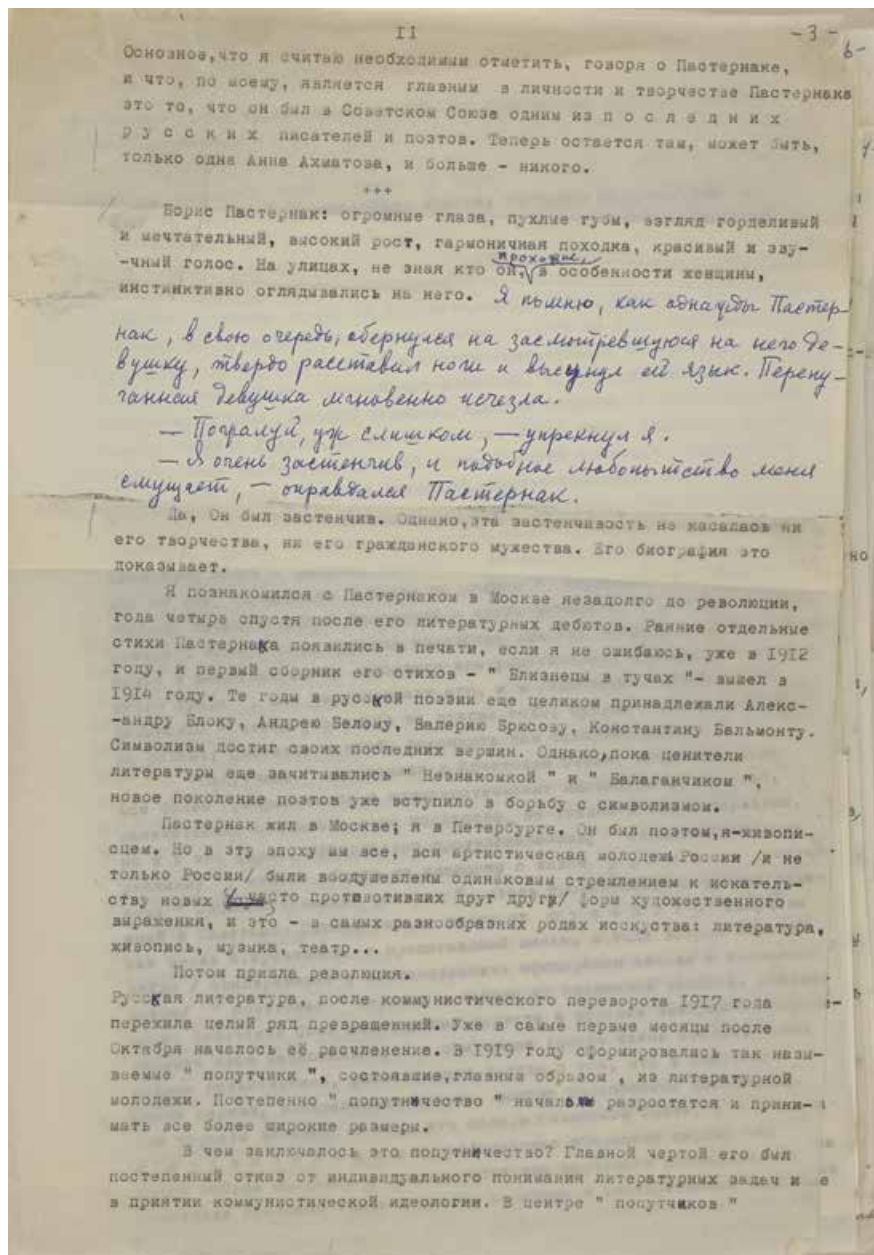 II
-3-
6-
Основное,что я считаю необходимым отметить, говоря о Пастернаке,
и что, по моему, является главным в личности и творчестве Пастернака
это то, что он был в Советском Союзе одним из п о с л е д н и х
р у с с к и х писателей и поэтов. Теперь остается там, может быть,
только одна Анна Ахматова, и больше - никого.
+++
Борис Пастернак: огромные глаза, пухлые губы, взгляд горделивый
и мечтательный, высокий рост, гармоничная походка, красивый и зву-
-чный голос. На улицах, не зная кто он, прохожие, в особенности женщины,
инстинктивно оглядывались на него. Я помню, как однажды Пастер-
нак, в свою очередь, обернулся на засмотревшуюся на него де-
вушку, твердо расставил ноги и высунул ей язык. Перепу-
ганная девушка мгновенно исчезла.
— Пожалуй, уж слишком, — упрекнул я.
— Я очень застенчив, и подобное любопытство меня
смущает, — оправдался Пастернак.
Да, Он был застенчив. Однако,эта застенчивость не касалась ни
его творчества, ни его гражданского мужества. Его биография это
доказывает.
Я познакомился с Пастернаком в Москве незадолго до революции,
года четыре спустя после его литературных дебютов. Ранние отдельные
стихи Пастернака появились в печати, если я не ошибаюсь, уже в 1912
году, и первый сборник его стихов - " Близнецы в тучах "- вышел в
1914 году. Те годы в русской поэзии еще целиком принадлежали Алекс-
-андру Блоку, Андрею Белому, Валерию Брюсову, Константину Бальмонту.
Символизм достиг своих последних вершин. Однако,пока ценители
литературы еще зачитывались " Незнакомкой " и " Балаганчиком ",
новое поколение поэтов уже вступило в борьбу с символизмом.
Пастернак жил в Москве; я в Петербурге. Он был поэтом,я-живопи-
сцем. Но в эту эпоху мы все, вся артистическая молодежь России /и не
только России/ были воодушевлены одинаковым стремлением к искатель-
ству новых /часто противотивших друг другу/ форм художественного
выражения, и это - в самых разнообразных родах исскуства: литература,
живопись, музыка, театр...
Потом пришла революция.
Русская литература, после коммунистического переворота 1917 года
пережила целый ряд превращенний. Уже в самые первые месяцы после
Октября началось её расчленение. В 1919 году сформировались так назы-
ваемые " попутчики ", состоявшие,главным образом , из литературной
молодежи. Постепенно " попутничество " начало разростатся и прини-
мать все более широкие размеры.
В чем заключалось это попутничество? Главной чертой его был
постепенный отказ от индивидуального понимания литературных задач и
в приятии коммунистической идеологии. В центре " попутчиков "